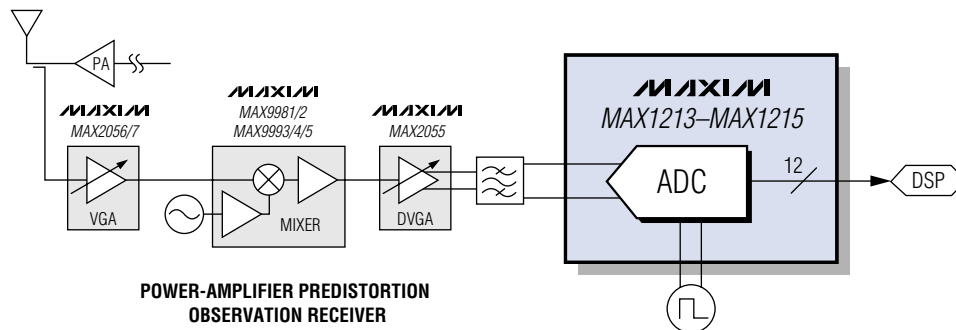 PA
MAXIM
MAX2056/7
VGA
MAXIM
MAX9981/2
MAX9993/4/5
MIXER
MAXIM
MAX2055
DVGA
MAXIM
MAX1213–MAX1215
ADC
12
DSP
POWER-AMPLIFIER PREDISTORTION
OBSERVATION RECEIVER